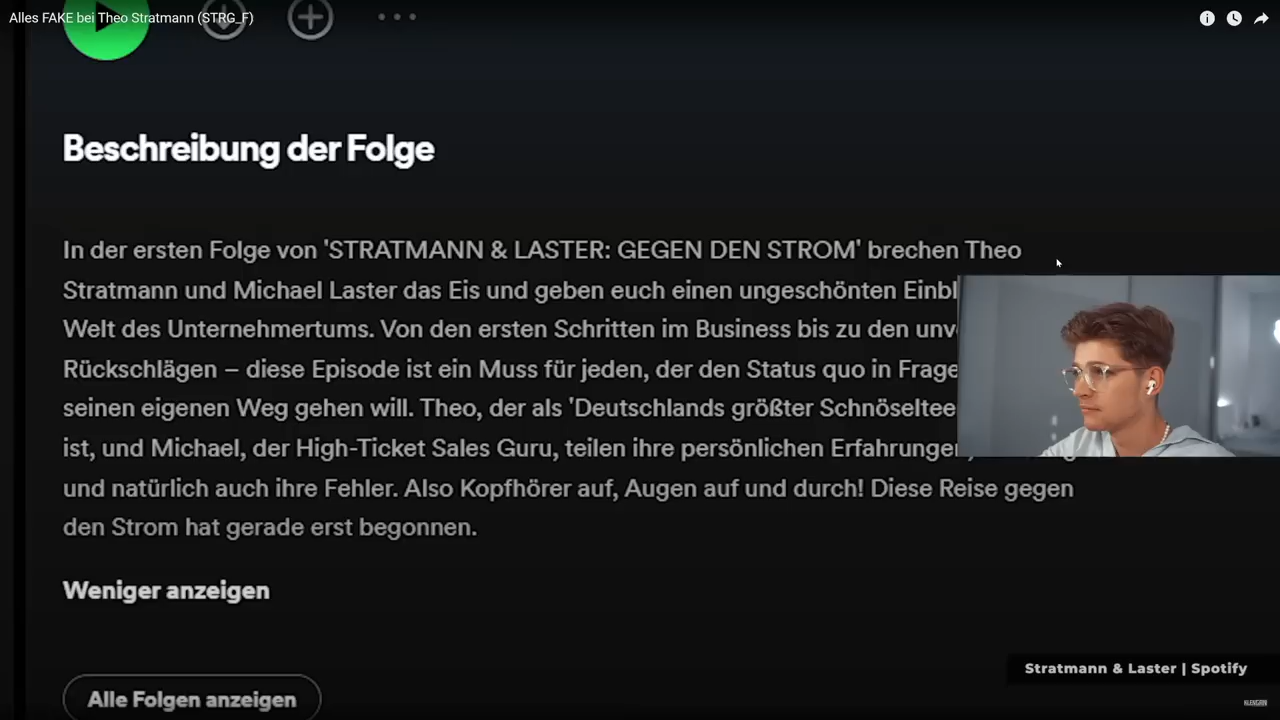 Alles FAKE bei Theo Stratmann (STRG_F)
Beschreibung der Folge
In der ersten Folge von 'STRATMANN & LASTER: GEGEN DEN STROM' brechen Theo
Stratmann und Michael Laster das Eis und geben euch einen ungeschönten Einbl
Welt des Unternehmertums. Von den ersten Schritten im Business bis zu den unv
Rückschlägen – diese Episode ist ein Muss für jeden, der den Status quo in Frage
seinen eigenen Weg gehen will. Theo, der als 'Deutschlands größter Schnöseltee
ist, und Michael, der High-Ticket Sales Guru, teilen ihre persönlichen Erfahrungen
und natürlich auch ihre Fehler. Also Kopfhörer auf, Augen auf und durch! Diese Reise gegen
den Strom hat gerade erst begonnen.
Weniger anzeigen
Alle Folgen anzeigen
Stratmann & Laster | Spotify